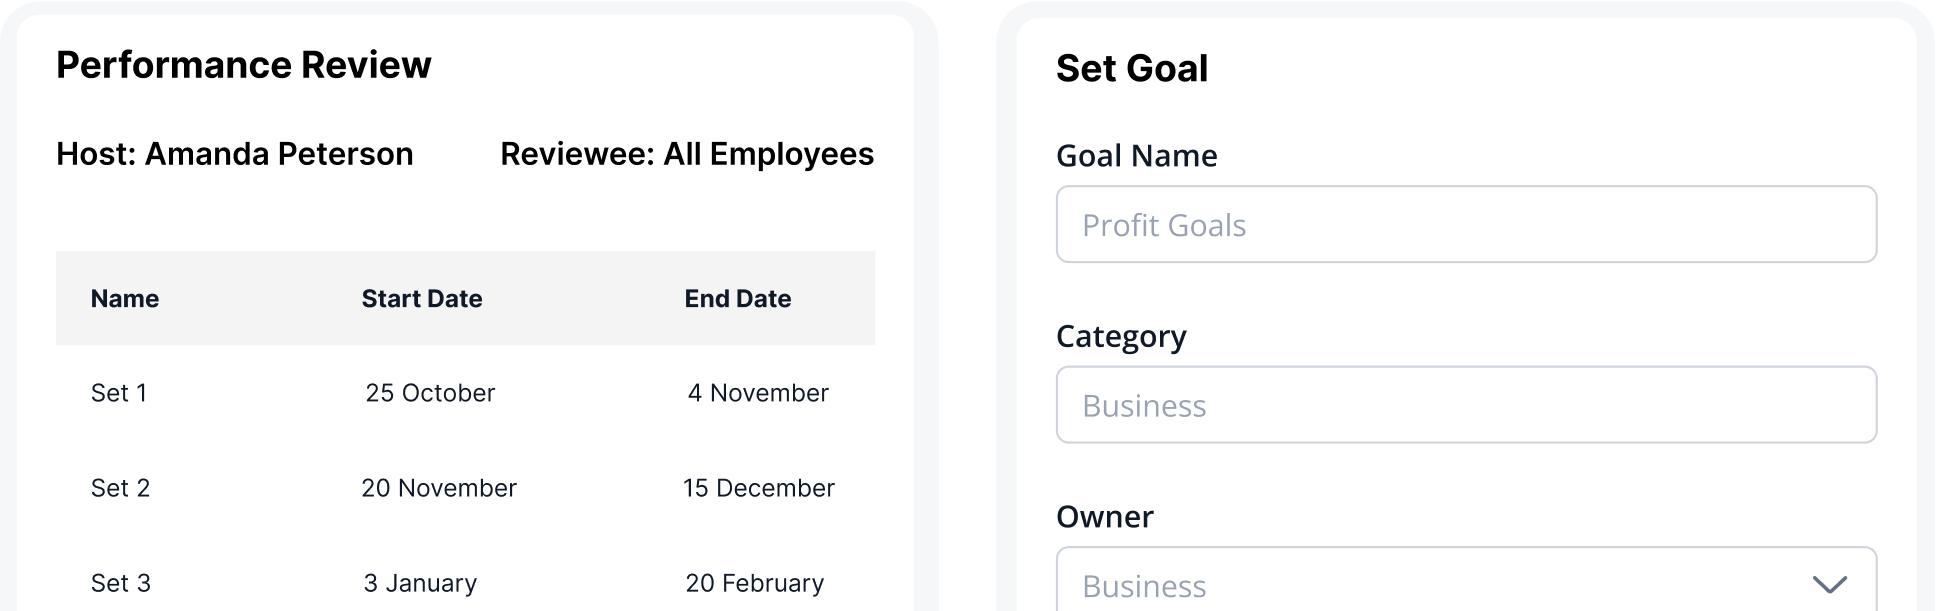 Performance Review
Host: Amanda Peterson
Reviewee: All Employees
Name Start Date End Date
Set 1 25 October 4 November
Set 2 20 November 15 December
Set 3 3 January 20 February
Set Goal
Goal Name
Profit Goals
Category
Business
Owner
Business